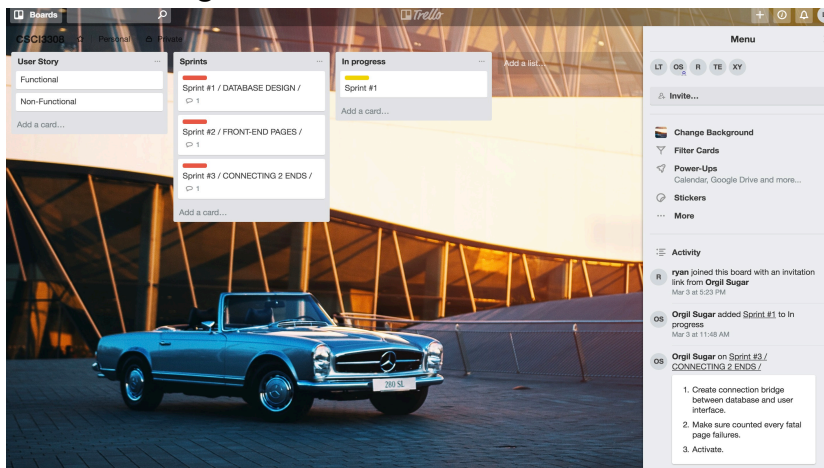 Boards
Trello
CSCI3308 Personal Private
User Story
Functional
Non-Functional
Add a card…
Sprints
Sprint #1 / DATABASE DESIGN /
1
Sprint #2 / FRONT-END PAGES /
1
Sprint #3 / CONNECTING 2 ENDS /
1
Add a card…
In progress
Sprint #1
Add a card…
Add a list…
280 SL
Menu
LT OS R TE XY
Invite…
Change Background
Filter Cards
Power-Ups
Calendar, Google Drive and more…
Stickers
More
Activity
R
ryan joined this board with an invitation
link from Orgil Sugar
Mar 3 at 5:23 PM
OS
Orgil Sugar added Sprint #1 to In
progress
Mar 3 at 11:48 AM
OS
Orgil Sugar on Sprint #3 /
CONNECTING 2 ENDS /
1. Create connection bridge
between database and user
interface.
2. Make sure counted every fatal
page failures.
3. Activate.